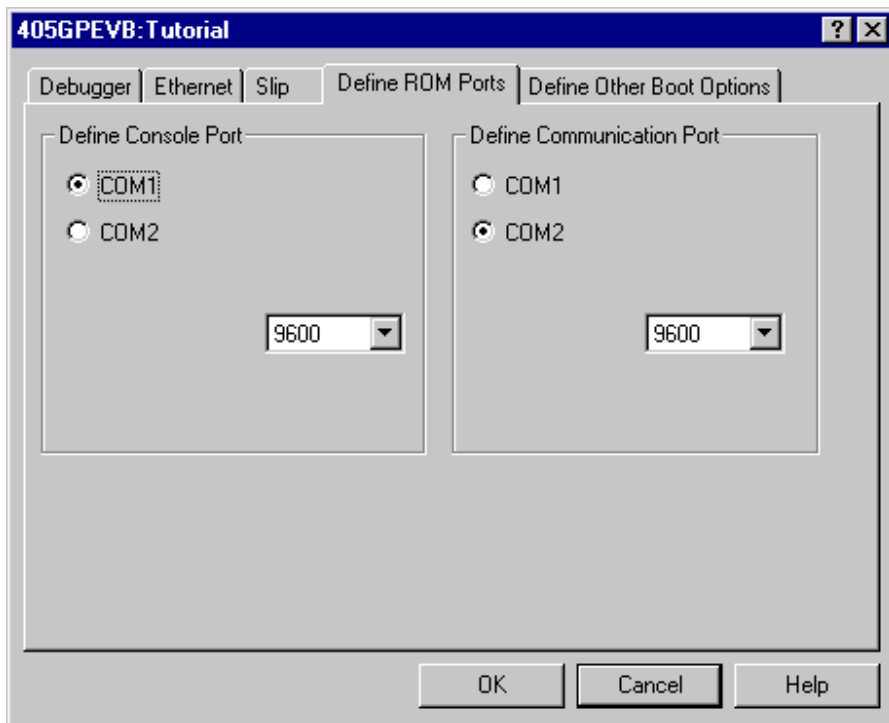 405GPEVB:Tutorial
Debugger Ethernet Slip Define ROM Ports Define Other Boot Options
Define Console Port
COM1
COM2
9600
Define Communication Port
COM1
COM2
9600
OK Cancel Help